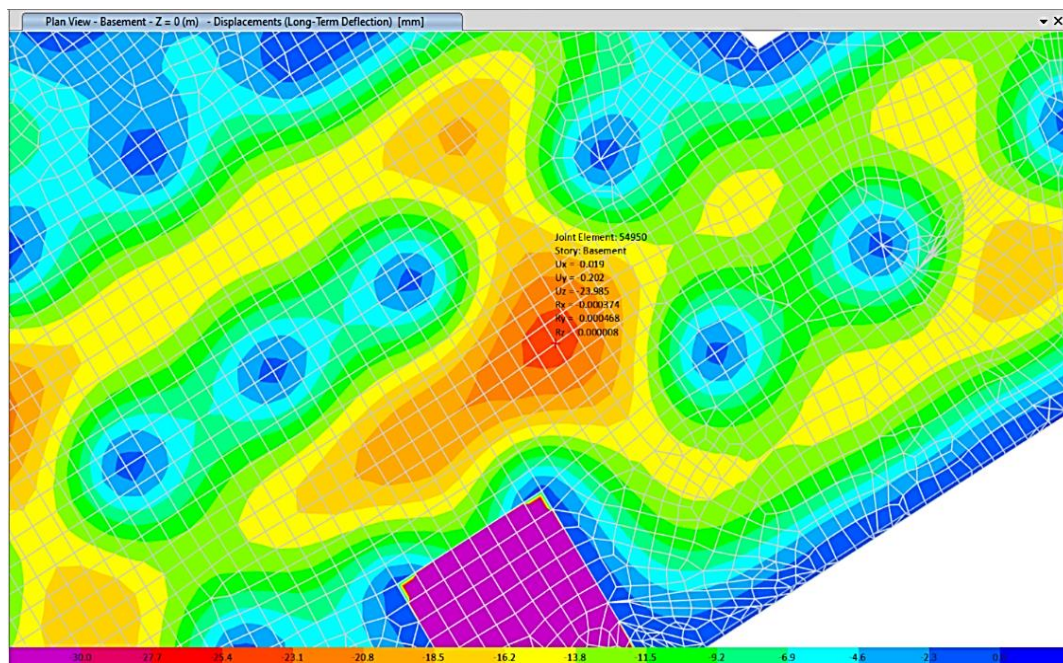 Plan View - Basement - Z = 0 (m) - Displacements (Long-Term Deflection) [mm]
Joint Element: 54950
Story: Basement
Ux = 0.019
Uy = 0.202
Uz = -23.985
Rx = -0.000374
Ry = 0.000468
Rz = 0.000008
30.0 27.7 -25.4 -23.1 -20.8 -18.5 -16.2 -13.8 -11.5 -9.2 -6.9 -4.6 -2.3